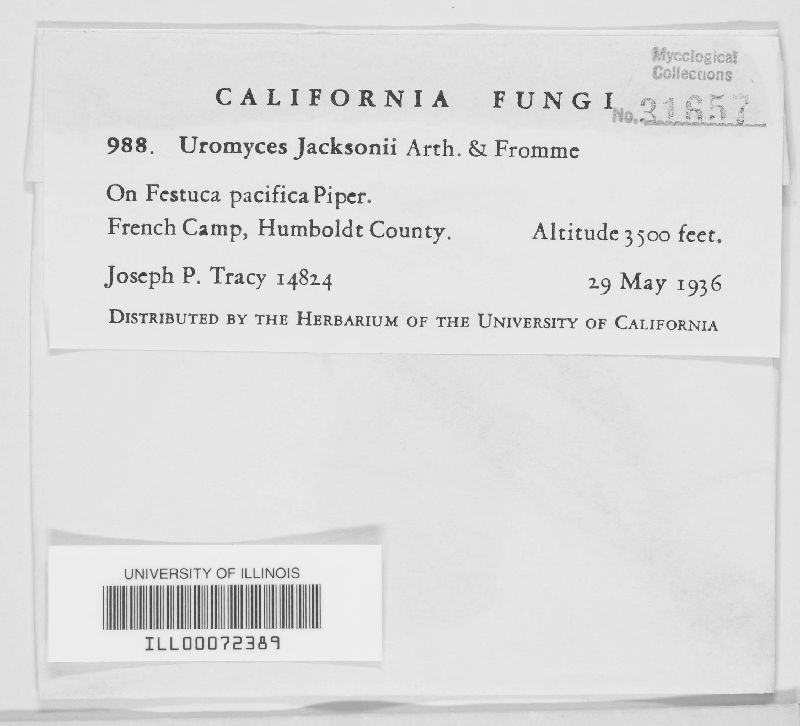 Mycological
Collections
CALIFORNIA FUNGI
No. 31657
988. Uromyces Jacksonii Arth. & Fromme
On Festuca pacifica Piper.
French Camp, Humboldt County. Altitude 3500 feet.
Joseph P. Tracy 14824 29 May 1936
DISTRIBUTED BY THE HERBARIUM OF THE UNIVERSITY OF CALIFORNIA
UNIVERSITY OF ILLINOIS
ILL00072389